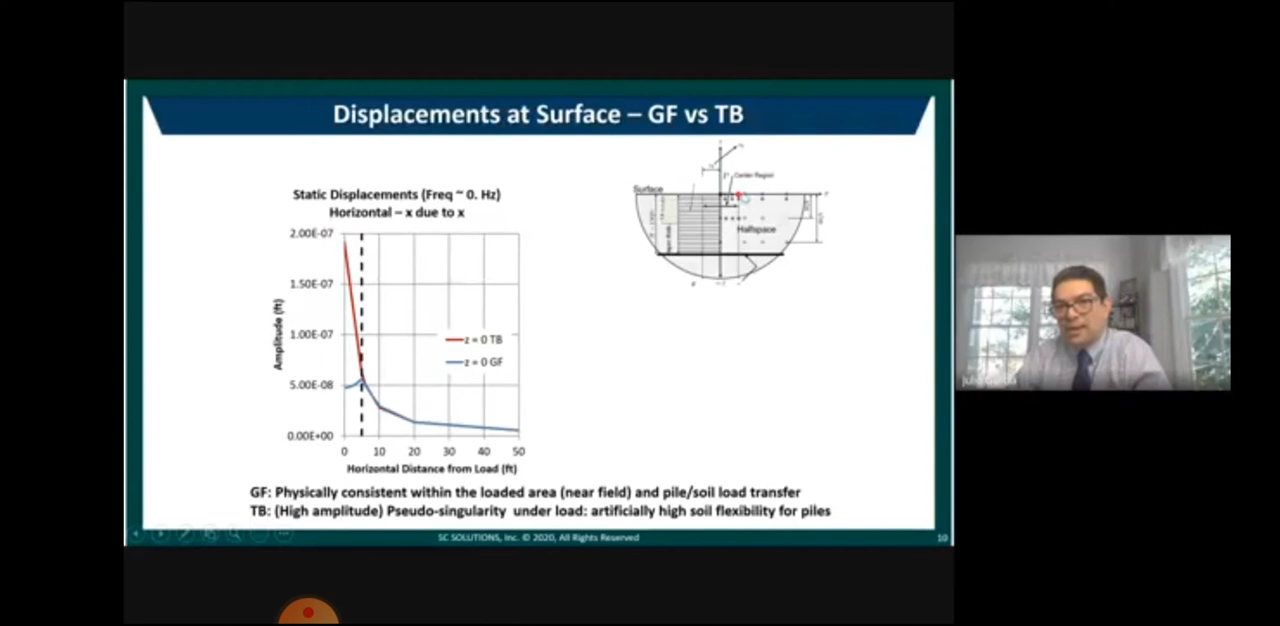 Displacements at Surface – GF vs TB
Static Displacements (Freq ~ 0. Hz)
Horizontal – x due to x
2.00E-07
1.50E-07
1.00E-07
5.00E-08
0.00E+00
Amplitude (ft)
z = 0 TB
z = 0 GF
0 10 20 30 40 50
Horizontal Distance from Load (ft)
Center Region
Surface
Halfspace
GF: Physically consistent within the loaded area (near field) and pile/soil load transfer
TB: (High amplitude) Pseudo-singularity under load: artificially high soil flexibility for piles
SC SOLUTIONS, Inc. © 2020, All Rights Reserved
10